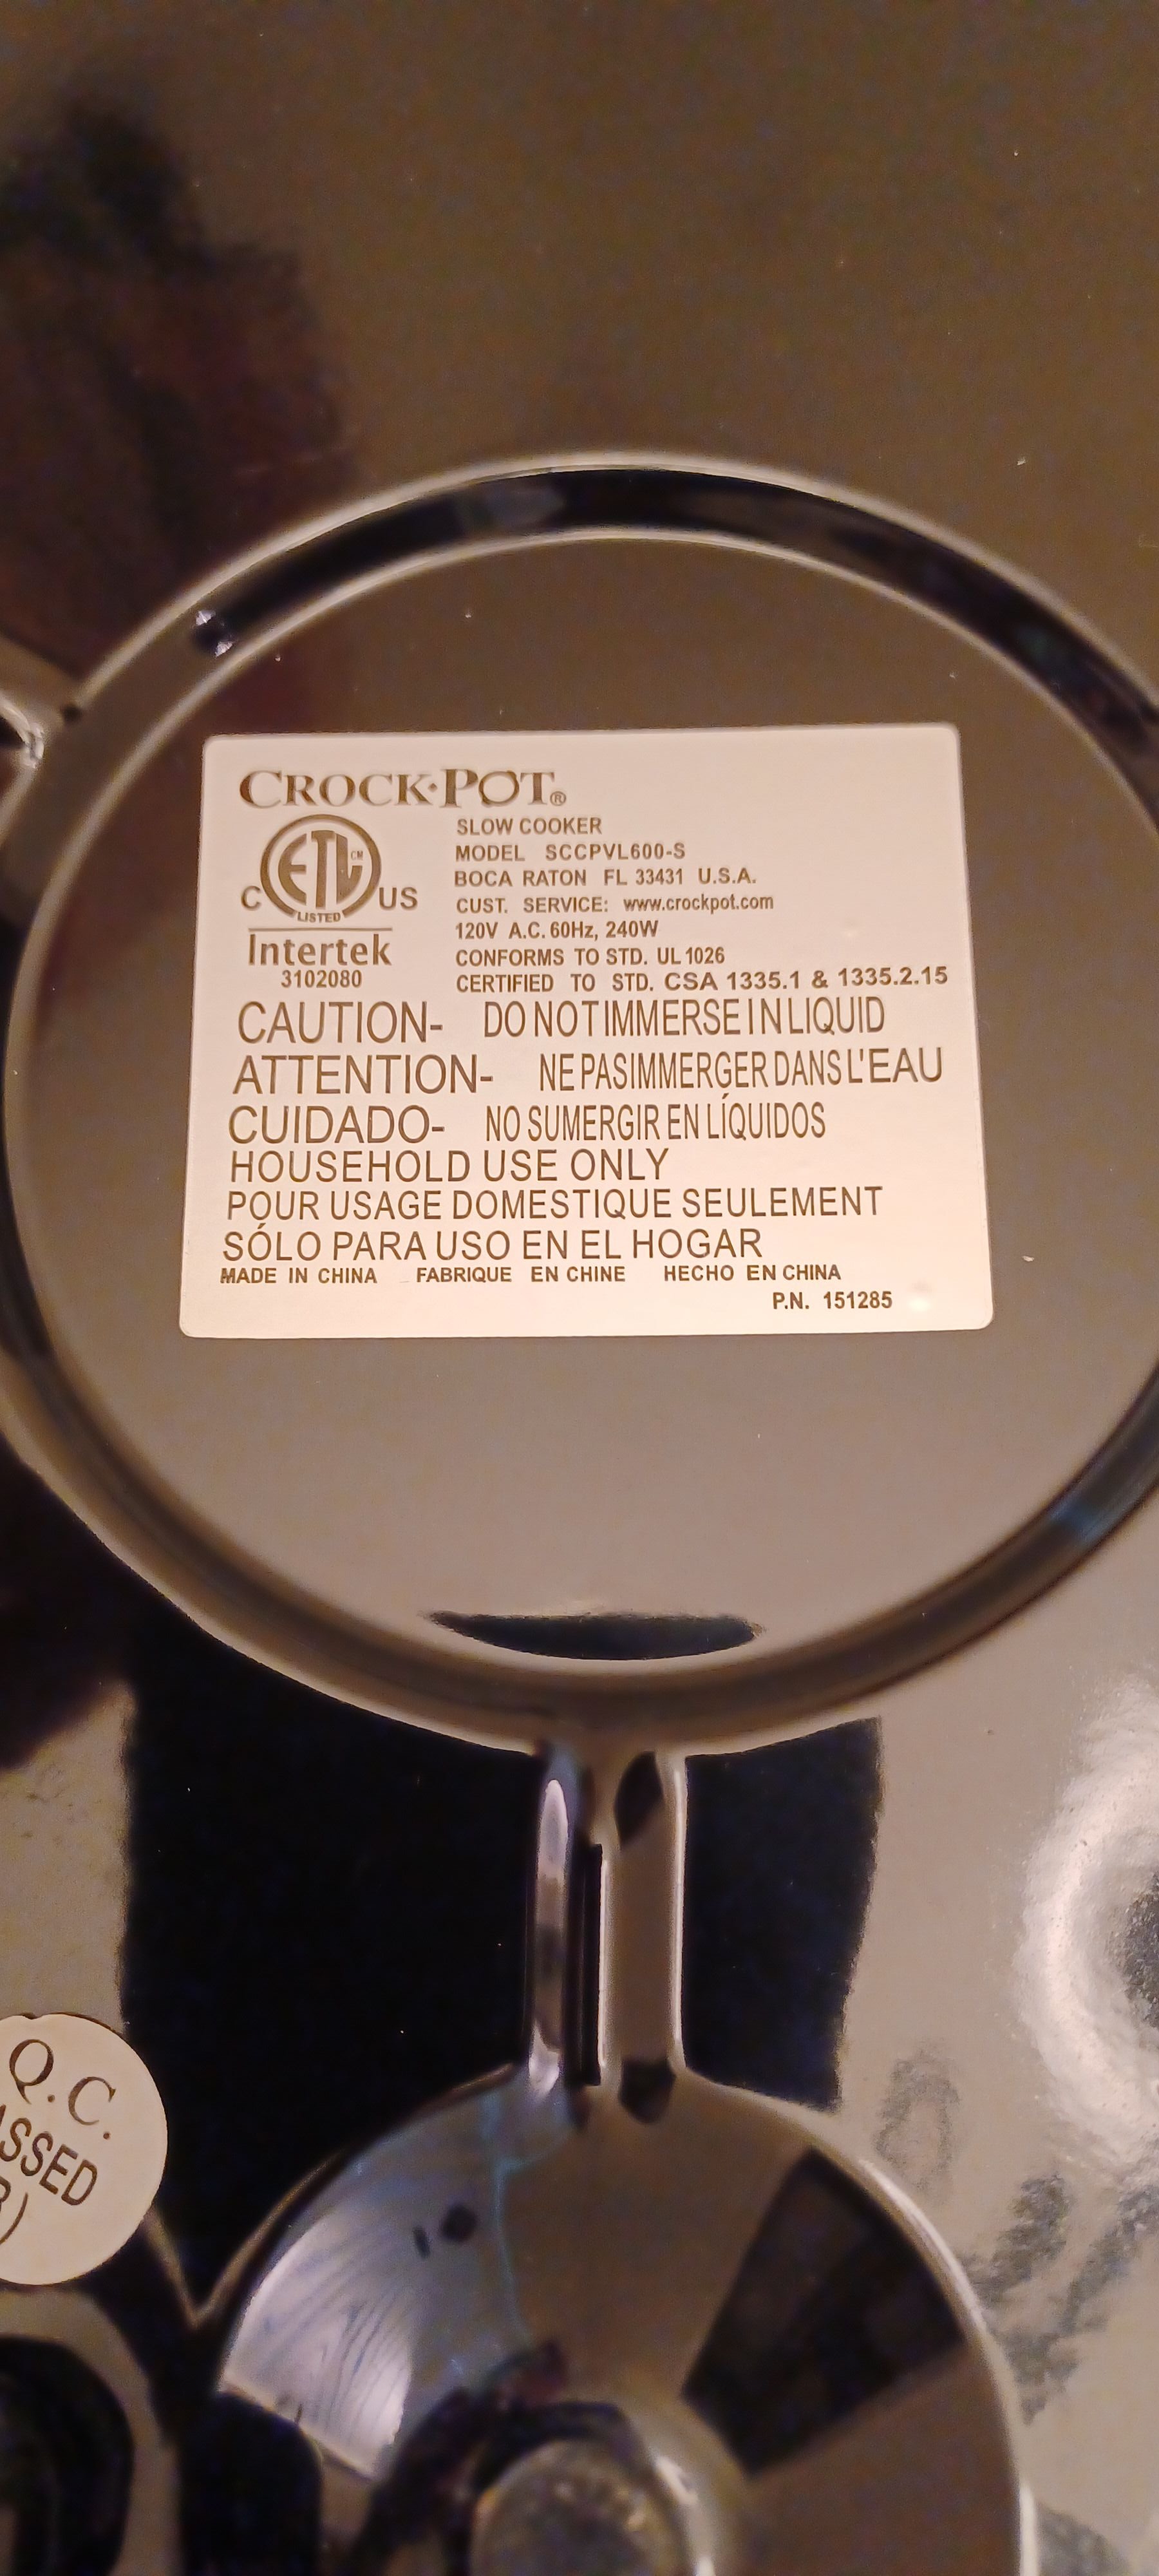 CROCK·POT®
SLOW COOKER
MODEL SCCPVL600-S
BOCA RATON FL 33431 U.S.A.
CUST. SERVICE: www.crockpot.com
120V A.C. 60Hz, 240W
CONFORMS TO STD. UL 1026
CERTIFIED TO STD. CSA 1335.1 & 1335.2.15
C ETL CM US
LISTED
Intertek
3102080
CAUTION- DO NOT IMMERSE IN LIQUID
ATTENTION- NE PAS IMMERGER DANS L'EAU
CUIDADO- NO SUMERGIR EN LÍQUIDOS
HOUSEHOLD USE ONLY
POUR USAGE DOMESTIQUE SEULEMENT
SÓLO PARA USO EN EL HOGAR
MADE IN CHINA FABRIQUE EN CHINE HECHO EN CHINA
P.N. 151285
Q.C.
ASSED